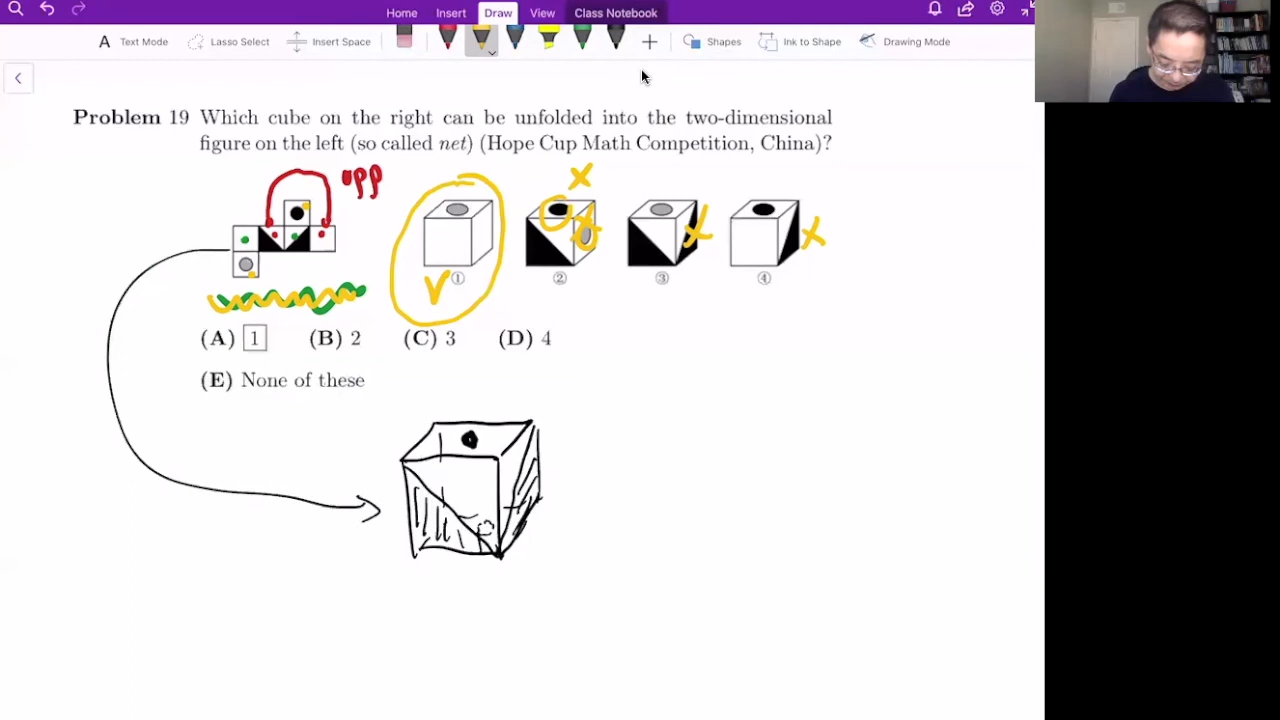 Home Insert Draw View Class Notebook
Text Mode Lasso Select Insert Space Shapes Ink to Shape Drawing Mode
Problem 19 Which cube on the right can be unfolded into the two-dimensional
figure on the left (so called net) (Hope Cup Math Competition, China)?
opp
① ② ③ ④
(A) 1 (B) 2 (C) 3 (D) 4
(E) None of these